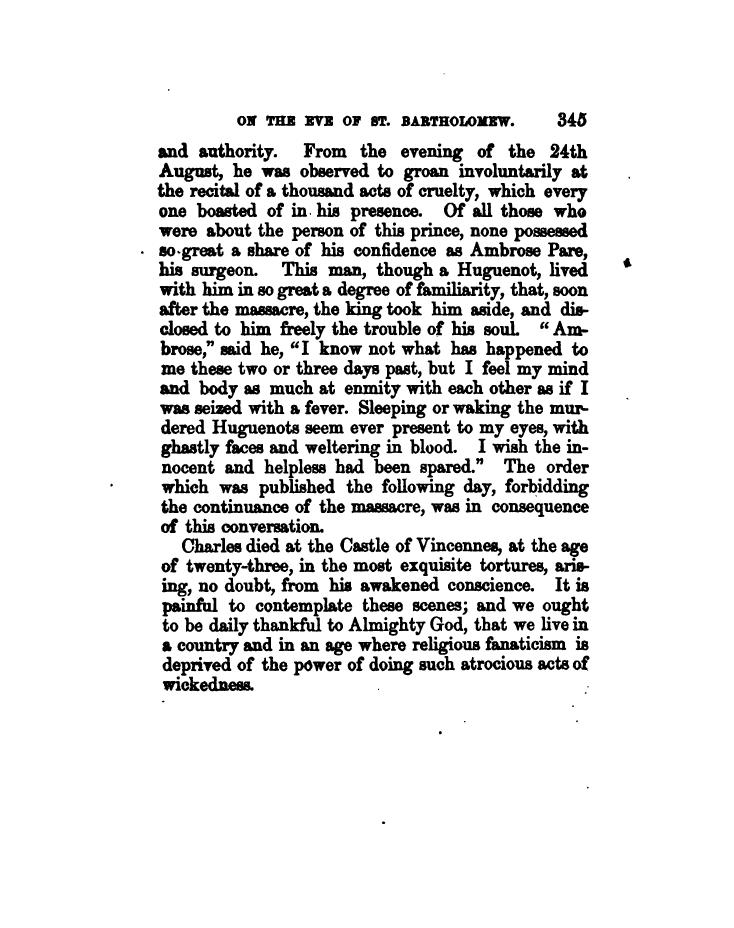 ON THE EVE OF ST. BARTHOLOMEW. 345
and authority. From the evening of the 24th
August, he was observed to groan involuntarily at
the recital of a thousand acts of cruelty, which every
one boasted of in his presence. Of all those who
were about the person of this prince, none possessed
so great a share of his confidence as Ambrose Pare,
his surgeon. This man, though a Huguenot, lived
with him in so great a degree of familiarity, that, soon
after the massacre, the king took him aside, and dis-
closed to him freely the trouble of his soul. “Am-
brose,” said he, “I know not what has happened to
me these two or three days past, but I feel my mind
and body as much at enmity with each other as if I
was seized with a fever. Sleeping or waking the mur-
dered Huguenots seem ever present to my eyes, with
ghastly faces and weltering in blood. I wish the in-
nocent and helpless had been spared.” The order
which was published the following day, forbidding
the continuance of the massacre, was in consequence
of this conversation.
Charles died at the Castle of Vincennes, at the age
of twenty-three, in the most exquisite tortures, aris-
ing, no doubt, from his awakened conscience. It is
painful to contemplate these scenes; and we ought
to be daily thankful to Almighty God, that we live in
a country and in an age where religious fanaticism is
deprived of the power of doing such atrocious acts of
wickedness.